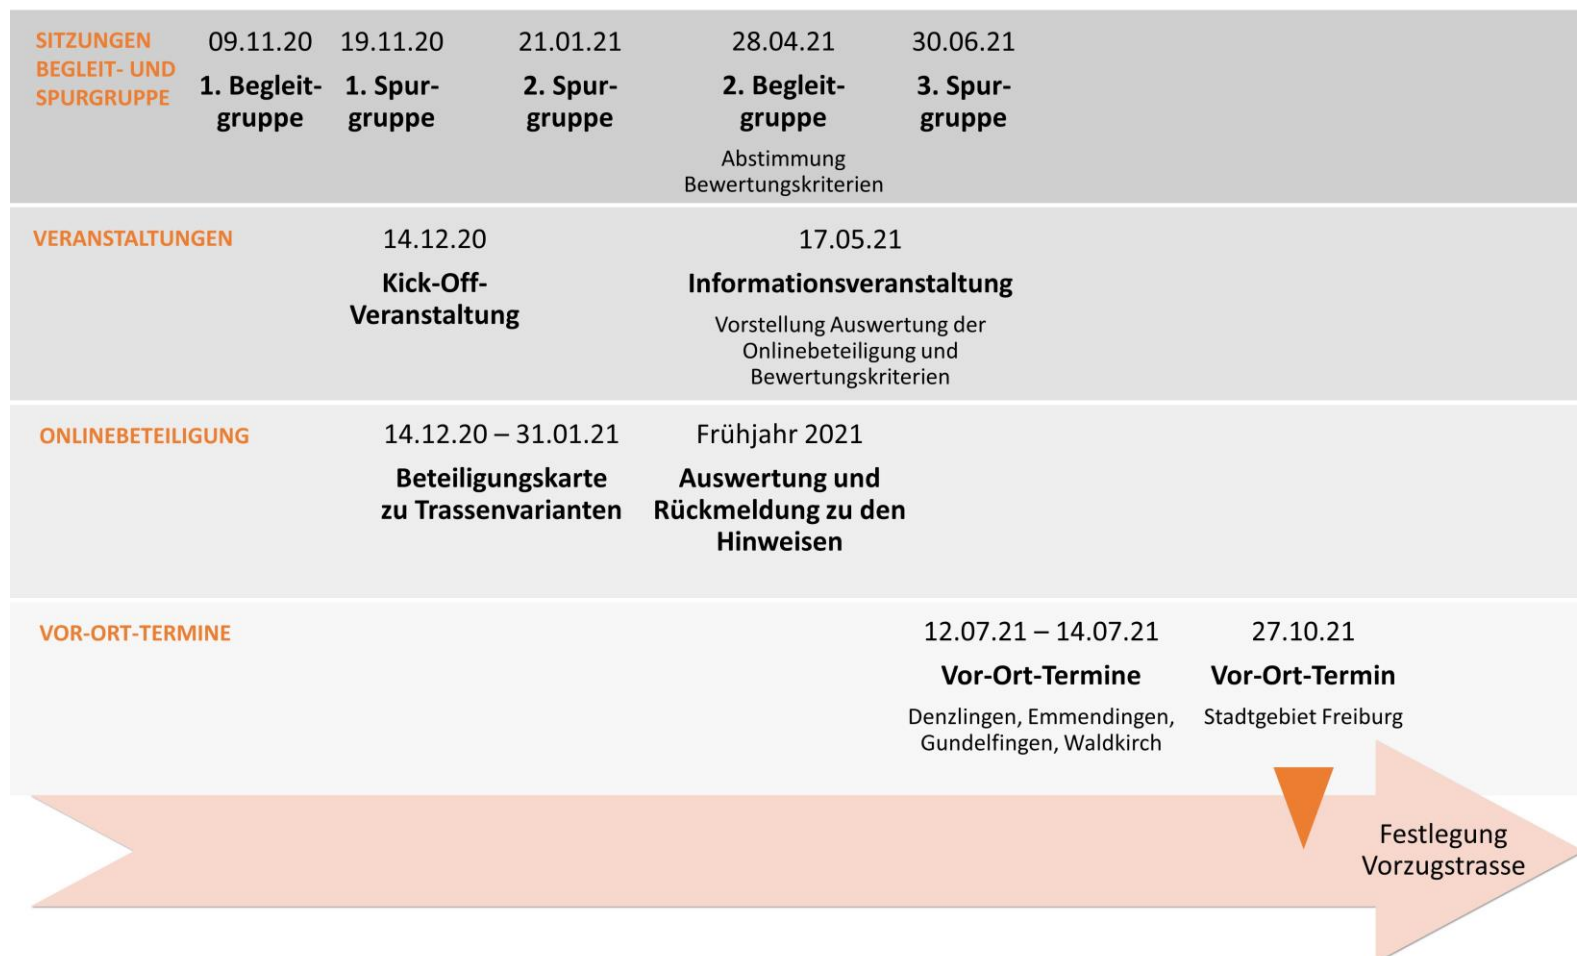 SITZUNGEN
BEGLEIT- UND
SPURGRUPPE
09.11.20
1. Begleit-
gruppe
19.11.20
1. Spur-
gruppe
21.01.21
2. Spur-
gruppe
28.04.21
2. Begleit-
gruppe
Abstimmung
Bewertungskriterien
30.06.21
3. Spur-
gruppe
VERANSTALTUNGEN
14.12.20
Kick-Off-
Veranstaltung
17.05.21
Informationsveranstaltung
Vorstellung Auswertung der
Onlinebeteiligung und
Bewertungskriterien
ONLINEBETEILIGUNG
14.12.20 – 31.01.21
Beteiligungskarte
zu Trassenvarianten
Frühjahr 2021
Auswertung und
Rückmeldung zu den
Hinweisen
VOR-ORT-TERMINE
12.07.21 – 14.07.21
Vor-Ort-Termine
Denzlingen, Emmendingen,
Gundelfingen, Waldkirch
27.10.21
Vor-Ort-Termin
Stadtgebiet Freiburg
Festlegung
Vorzugstrasse